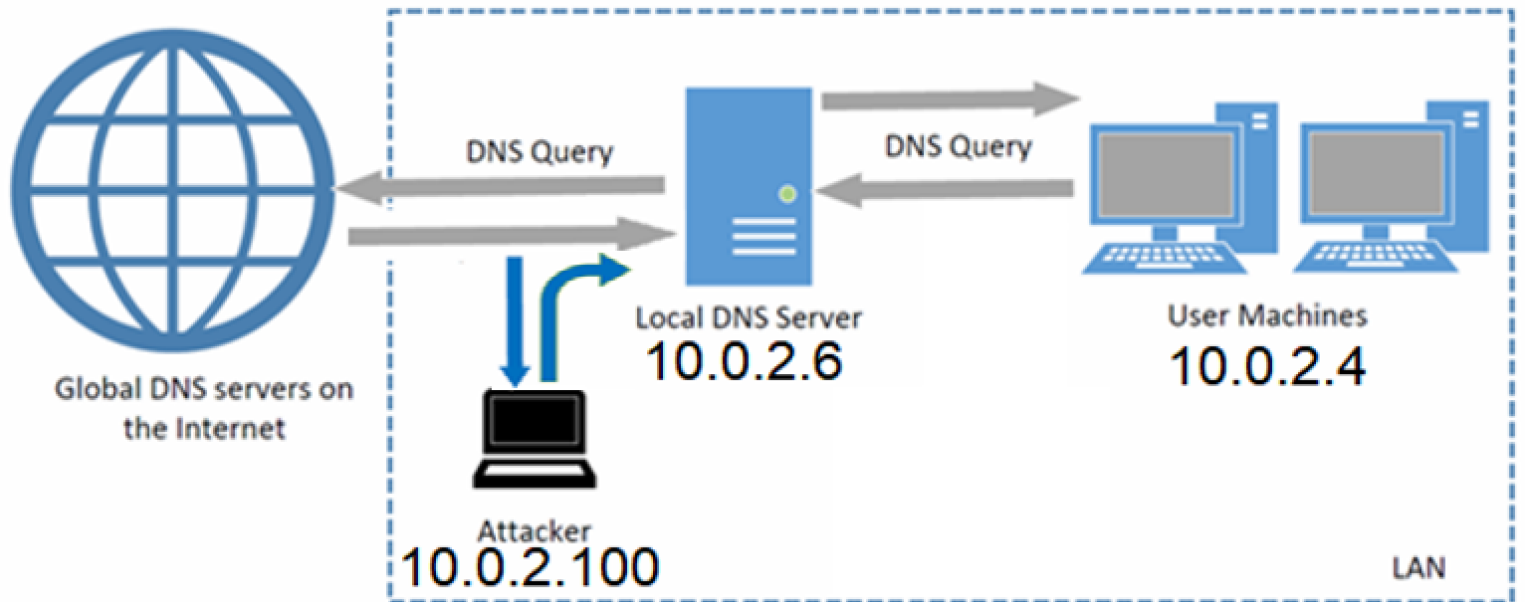 DNS Query
DNS Query
Local DNS Server
10.0.2.6
User Machines
10.0.2.4
Global DNS servers on
the Internet
Attacker
10.0.2.100
LAN